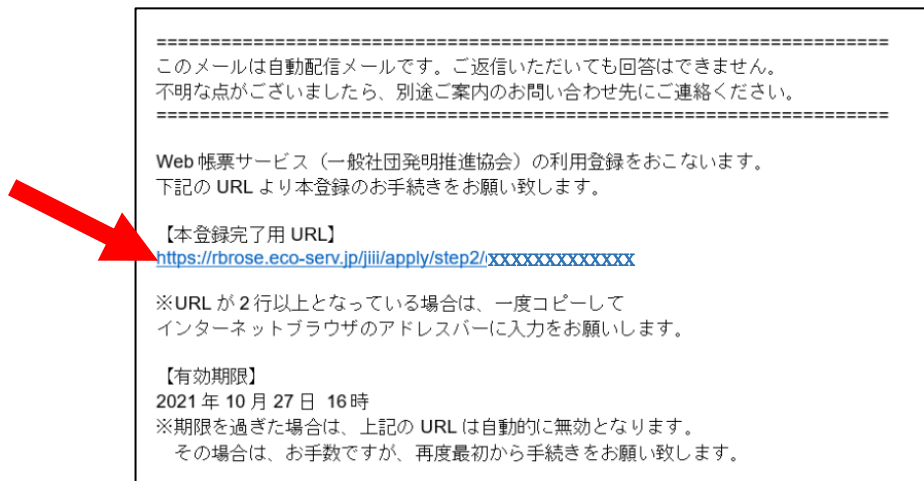 ====================================================================
このメールは自動配信メールです。ご返信いただいても回答はできません。
不明な点がございましたら、別途ご案内のお問い合わせ先にご連絡ください。
====================================================================
Web 帳票サービス（一般社団発明推進協会）の利用登録をおこないます。
下記の URL より本登録のお手続きをお願い致します。
【本登録完了用 URL】
https://rbrose.eco-serv.jp/jiii/apply/step2/xxxxxxxxxxxxx
※URL が 2 行以上となっている場合は、一度コピーして
インターネットブラウザのアドレスバーに入力をお願いします。
【有効期限】
2021 年 10 月 27 日 16 時
※期限を過ぎた場合は、上記の URL は自動的に無効となります。
その場合は、お手数ですが、再度最初から手続きをお願い致します。